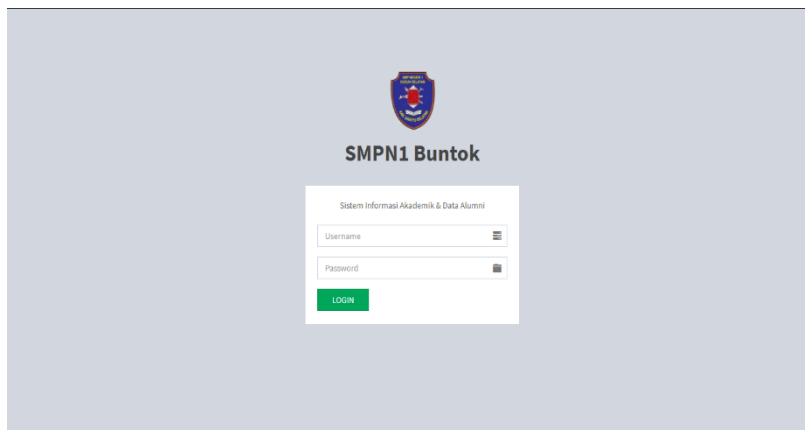 SMPN1 Buntok
Sistem Informasi Akademik & Data Alumni
Username
Password
LOGIN